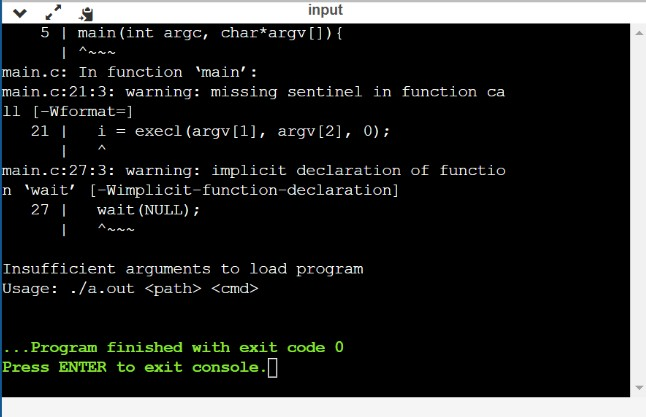 input
5 | main(int argc, char*argv[]){
| ^~~~
main.c: In function ‘main’:
main.c:21:3: warning: missing sentinel in function ca
ll [-Wformat=]
21 |   i = execl(argv[1], argv[2], 0);
|   ^
main.c:27:3: warning: implicit declaration of functio
n ‘wait’ [-Wimplicit-function-declaration]
27 |   wait(NULL);
|   ^~~~
Insufficient arguments to load program
Usage: ./a.out <path> <cmd>
...Program finished with exit code 0
Press ENTER to exit console.